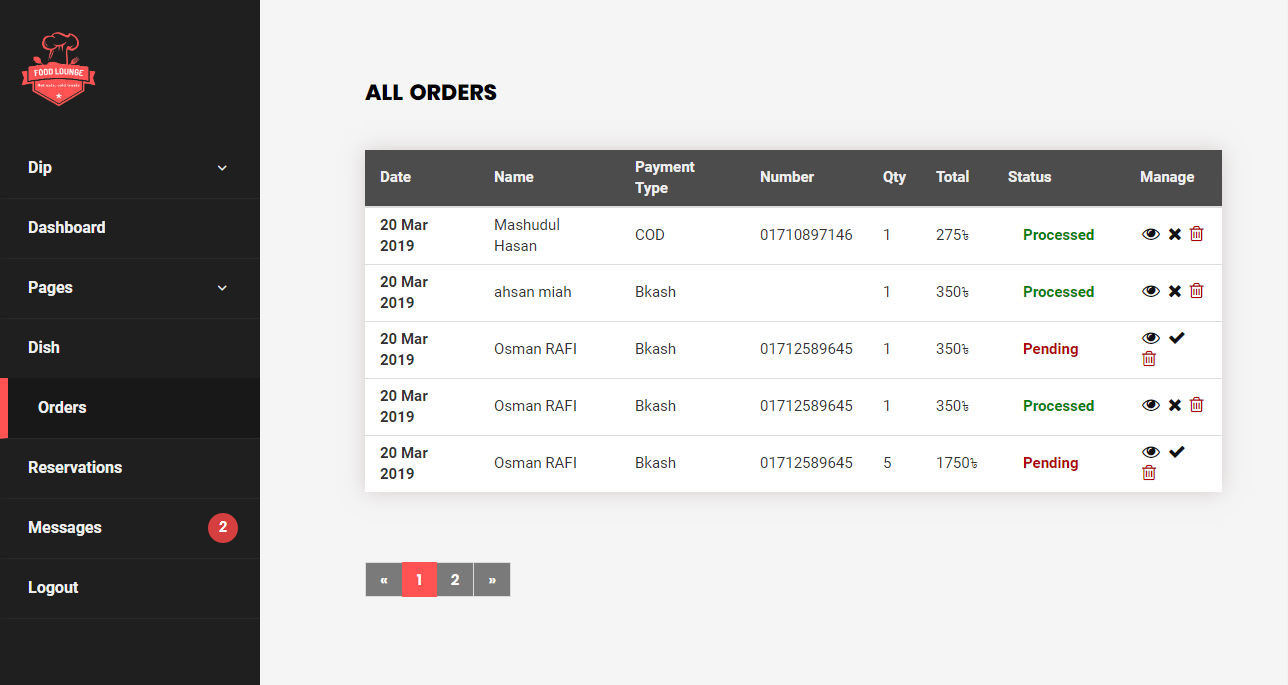 FOOD LOUNGE
Dip
Dashboard
Pages
Dish
Orders
Reservations
Messages 2
Logout
ALL ORDERS
Date Name Payment Type Number Qty Total Status Manage
20 Mar 2019 Mashudul Hasan COD 01710897146 1 275৳ Processed
20 Mar 2019 ahsan miah Bkash 1 350৳ Processed
20 Mar 2019 Osman RAFI Bkash 01712589645 1 350৳ Pending
20 Mar 2019 Osman RAFI Bkash 01712589645 1 350৳ Processed
20 Mar 2019 Osman RAFI Bkash 01712589645 5 1750৳ Pending
« 1 2 »